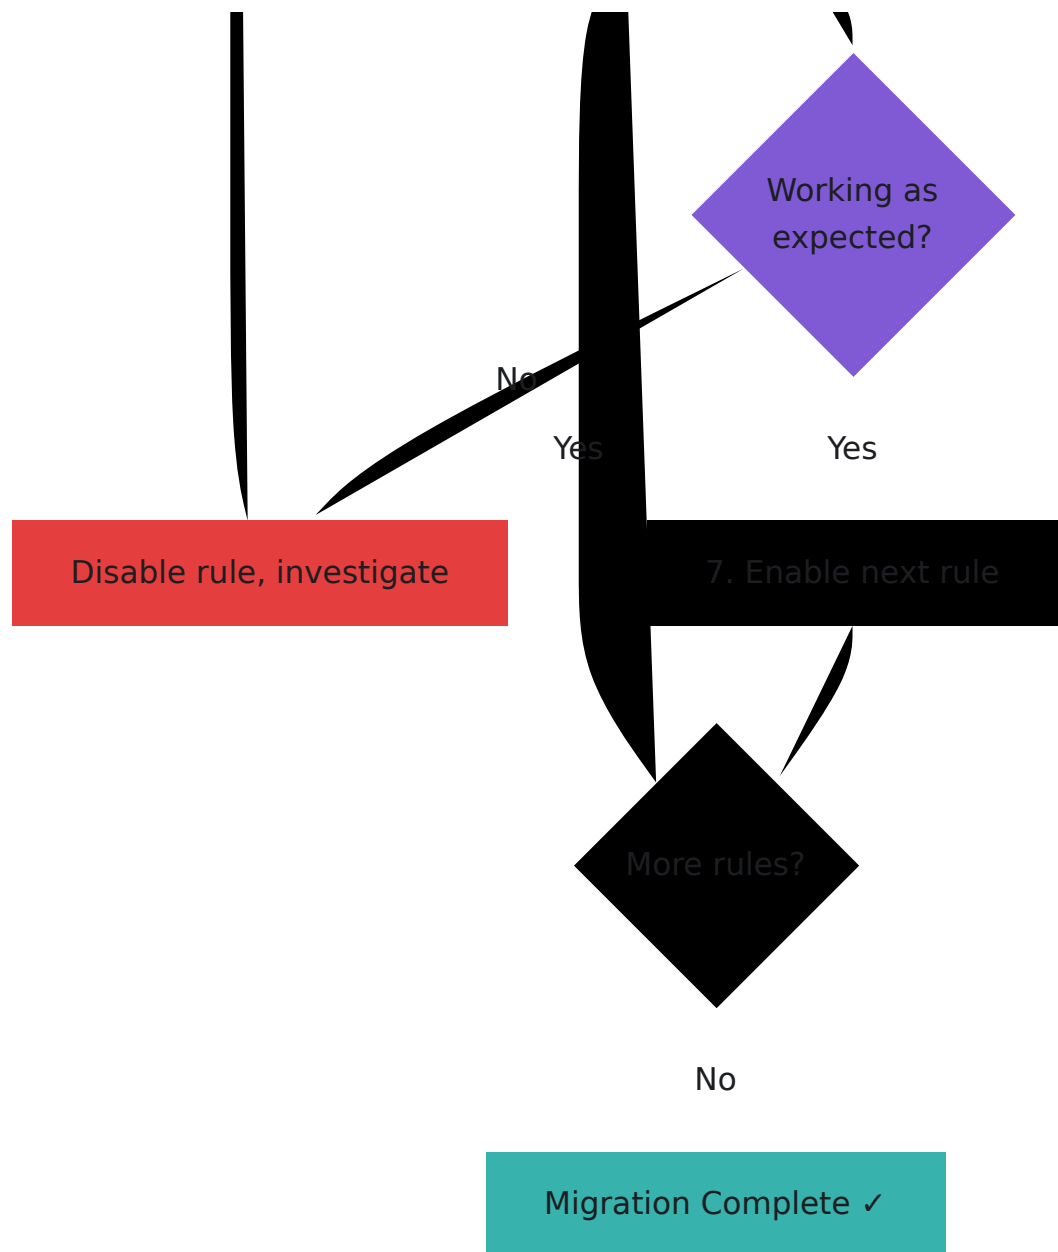 Working as
expected?
No
Yes
Yes
Disable rule, investigate
7. Enable next rule
More rules?
No
Migration Complete ✓